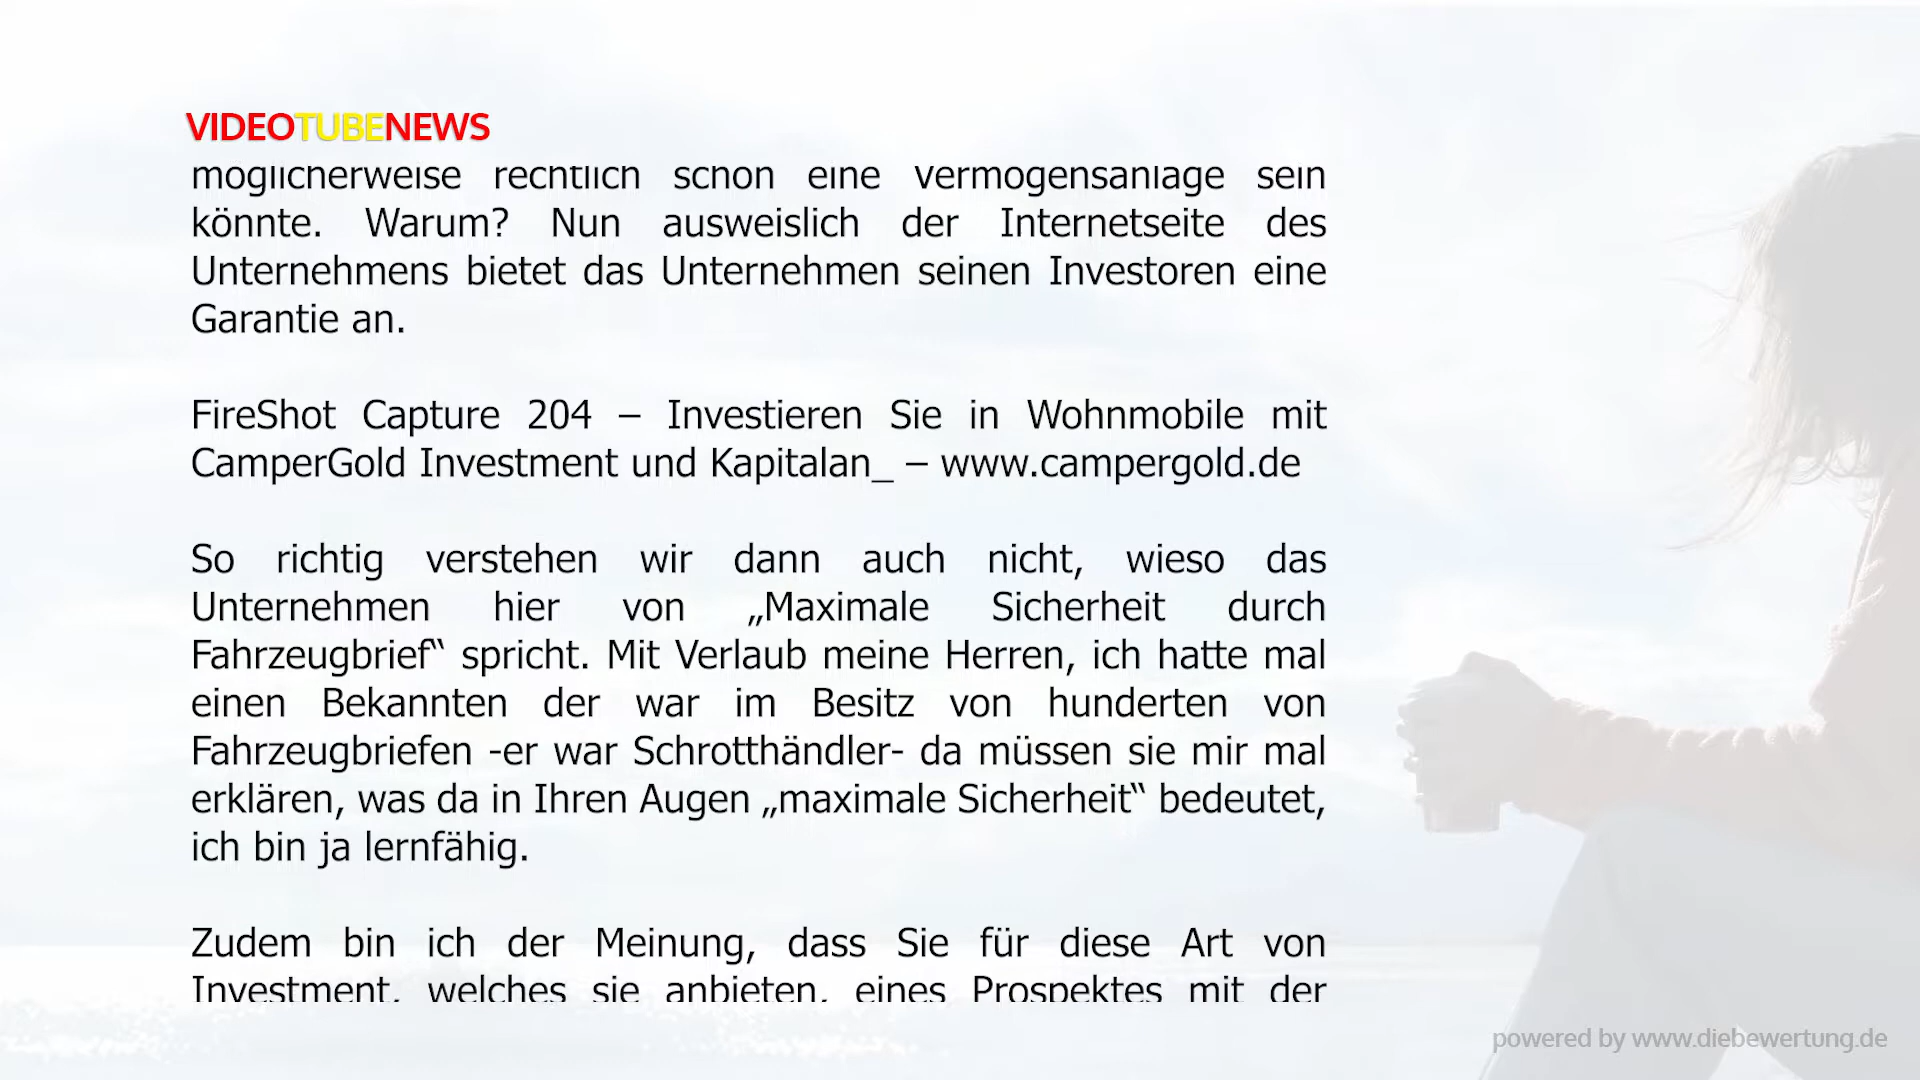 VIDEOTUBENEWS
möglicherweise rechtlich schon eine Vermögensanlage sein
könnte. Warum? Nun ausweislich der Internetseite des
Unternehmens bietet das Unternehmen seinen Investoren eine
Garantie an.
FireShot Capture 204 – Investieren Sie in Wohnmobile mit
CamperGold Investment und Kapitalan_ – www.campergold.de
So richtig verstehen wir dann auch nicht, wieso das
Unternehmen hier von „Maximale Sicherheit durch
Fahrzeugbrief“ spricht. Mit Verlaub meine Herren, ich hatte mal
einen Bekannten der war im Besitz von hunderten von
Fahrzeugbriefen -er war Schrotthändler- da müssen sie mir mal
erklären, was da in Ihren Augen „maximale Sicherheit“ bedeutet,
ich bin ja lernfähig.
Zudem bin ich der Meinung, dass Sie für diese Art von
Investment, welches sie anbieten, eines Prospektes mit der
powered by www.diebewertung.de